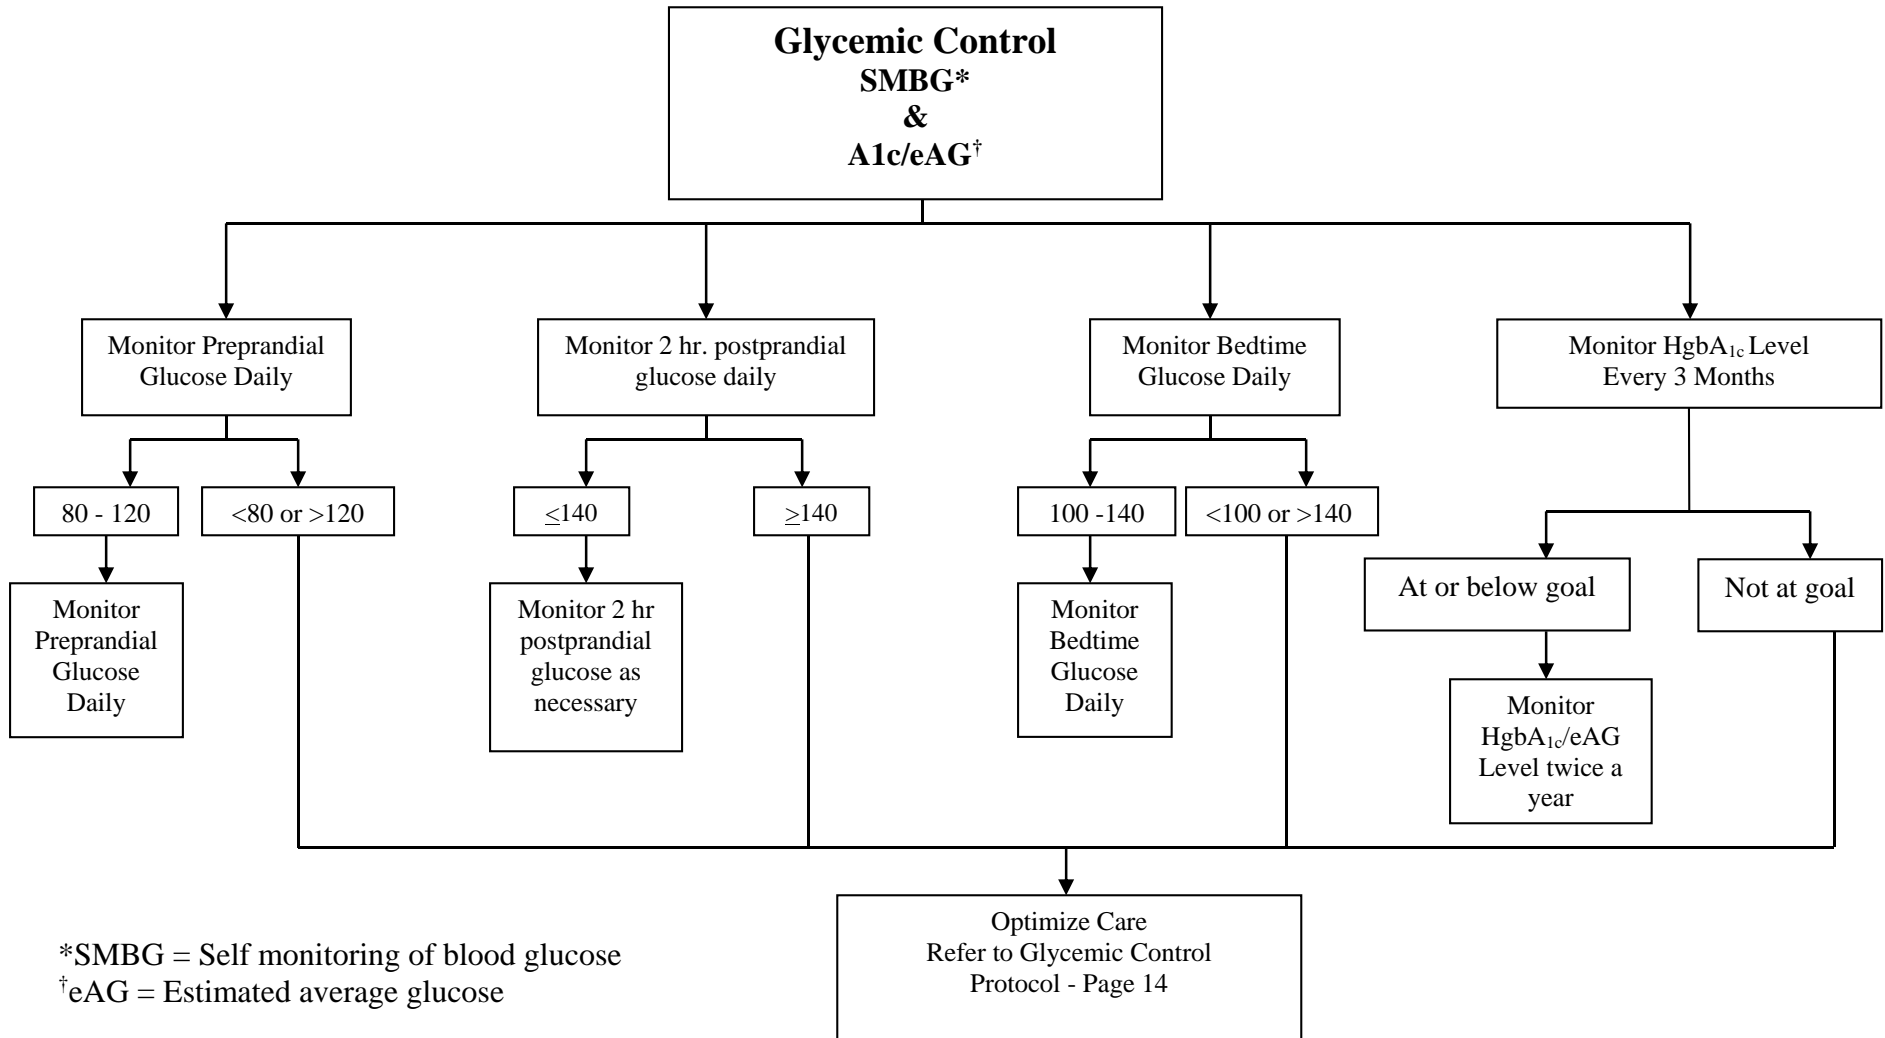 Glycemic Control
SMBG*
&
A1c/eAG†
Monitor Preprandial
Glucose Daily
Monitor 2 hr. postprandial
glucose daily
Monitor Bedtime
Glucose Daily
Monitor HgbA1c Level
Every 3 Months
80 - 120
<80 or >120
≤140
≥140
100 -140
<100 or >140
At or below goal
Not at goal
Monitor
Preprandial
Glucose
Daily
Monitor 2 hr
postprandial
glucose as
necessary
Monitor
Bedtime
Glucose
Daily
Monitor
HgbA1c/eAG
Level twice a
year
Optimize Care
Refer to Glycemic Control
Protocol - Page 14
*SMBG = Self monitoring of blood glucose
†eAG = Estimated average glucose